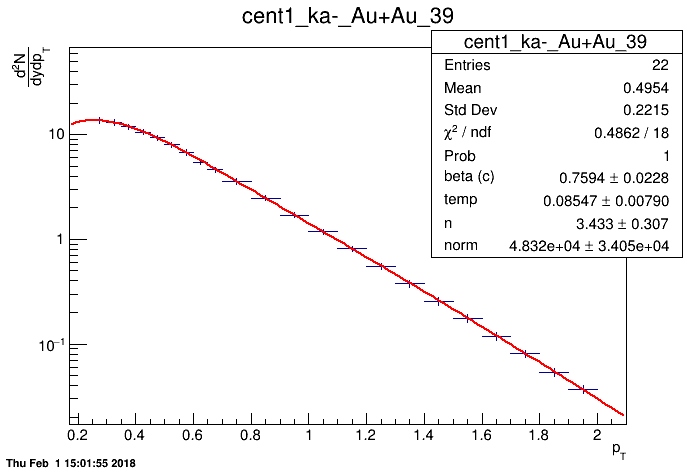 cent1_ka-_Au+Au_39
d²N
dydp_T
cent1_ka-_Au+Au_39
Entries 22
Mean 0.4954
Std Dev 0.2215
χ² / ndf 0.4862 / 18
Prob 1
beta (c) 0.7594 ± 0.0228
temp 0.08547 ± 0.00790
n 3.433 ± 0.307
norm 4.832e+04 ± 3.405e+04
10
1
10⁻¹
0.2 0.4 0.6 0.8 1 1.2 1.4 1.6 1.8 2
p_T
Thu Feb 1 15:01:55 2018